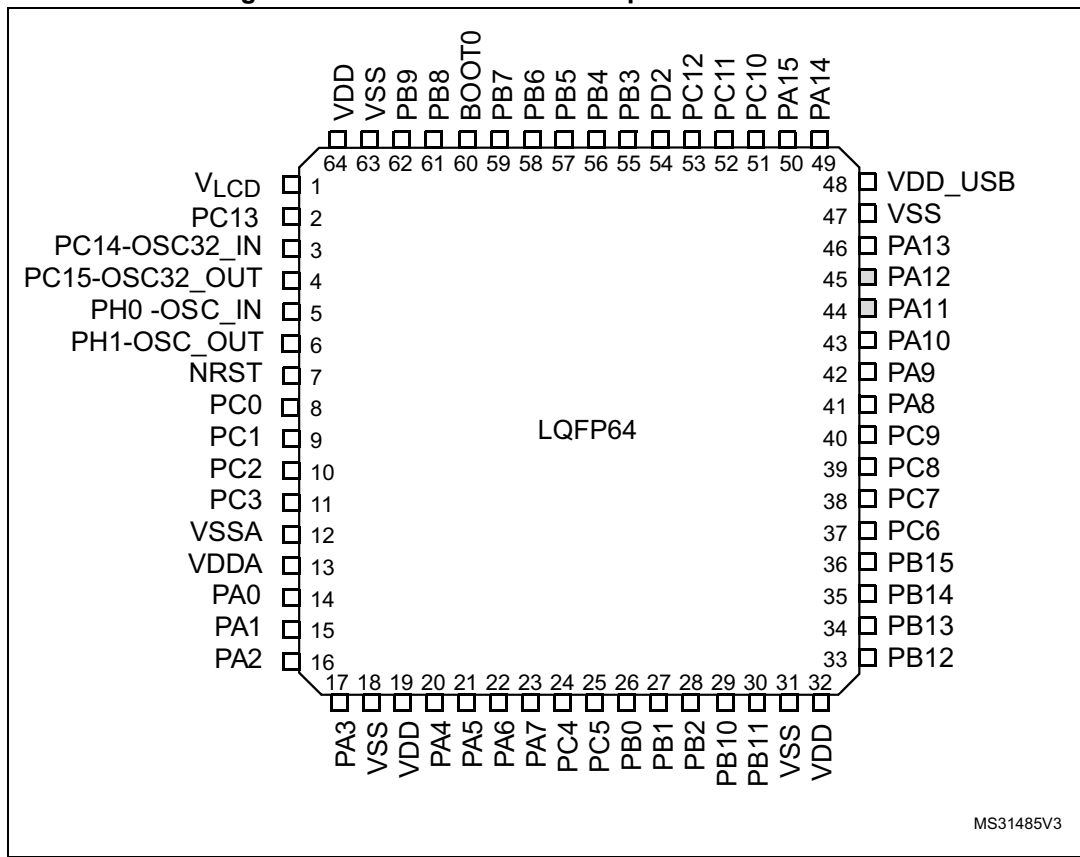 VDD VSS PB9 PB8 BOOT0 PB7 PB6 PB5 PB4 PB3 PD2 PC12 PC11 PC10 PA15 PA14
64 63 62 61 60 59 58 57 56 55 54 53 52 51 50 49
VLCD 1
PC13 2
PC14-OSC32_IN 3
PC15-OSC32_OUT 4
PH0 -OSC_IN 5
PH1-OSC_OUT 6
NRST 7
PC0 8
PC1 9
PC2 10
PC3 11
VSSA 12
VDDA 13
PA0 14
PA1 15
PA2 16
LQFP64
48 VDD_USB
47 VSS
46 PA13
45 PA12
44 PA11
43 PA10
42 PA9
41 PA8
40 PC9
39 PC8
38 PC7
37 PC6
36 PB15
35 PB14
34 PB13
33 PB12
17 18 19 20 21 22 23 24 25 26 27 28 29 30 31 32
PA3 VSS VDD PA4 PA5 PA6 PA7 PC4 PC5 PB0 PB1 PB2 PB10 PB11 VSS VDD
MS31485V3